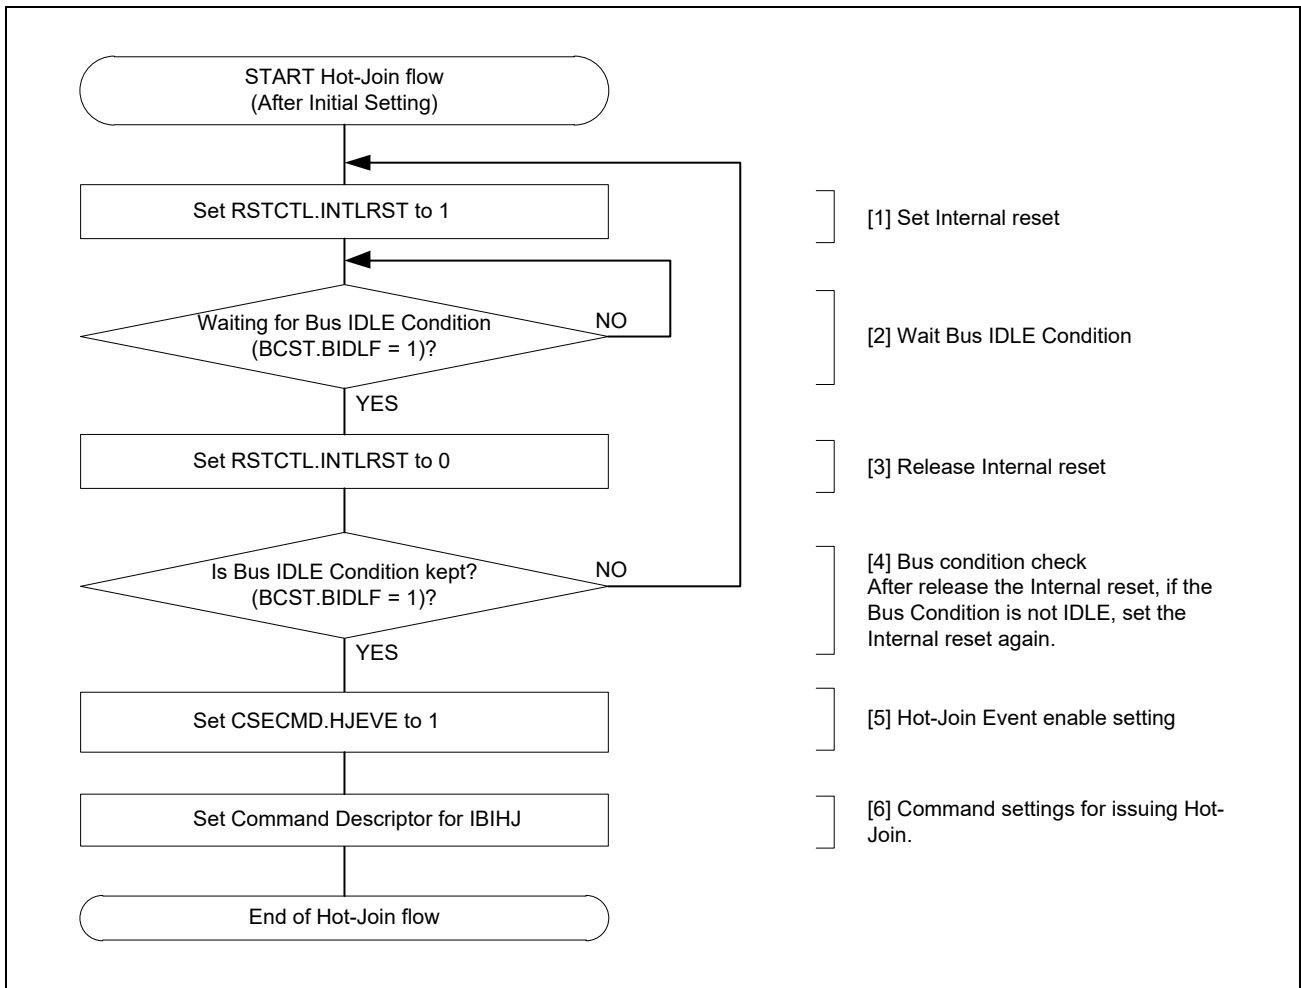 START Hot-Join flow
(After Initial Setting)
Set RSTCTL.INTLRST to 1
[1] Set Internal reset
Waiting for Bus IDLE Condition
(BCST.BIDLF = 1)?
NO
[2] Wait Bus IDLE Condition
YES
Set RSTCTL.INTLRST to 0
[3] Release Internal reset
Is Bus IDLE Condition kept?
(BCST.BIDLF = 1)?
NO
[4] Bus condition check
After release the Internal reset, if the
Bus Condition is not IDLE, set the
Internal reset again.
YES
Set CSECMD.HJEVE to 1
[5] Hot-Join Event enable setting
Set Command Descriptor for IBIHJ
[6] Command settings for issuing Hot-
Join.
End of Hot-Join flow